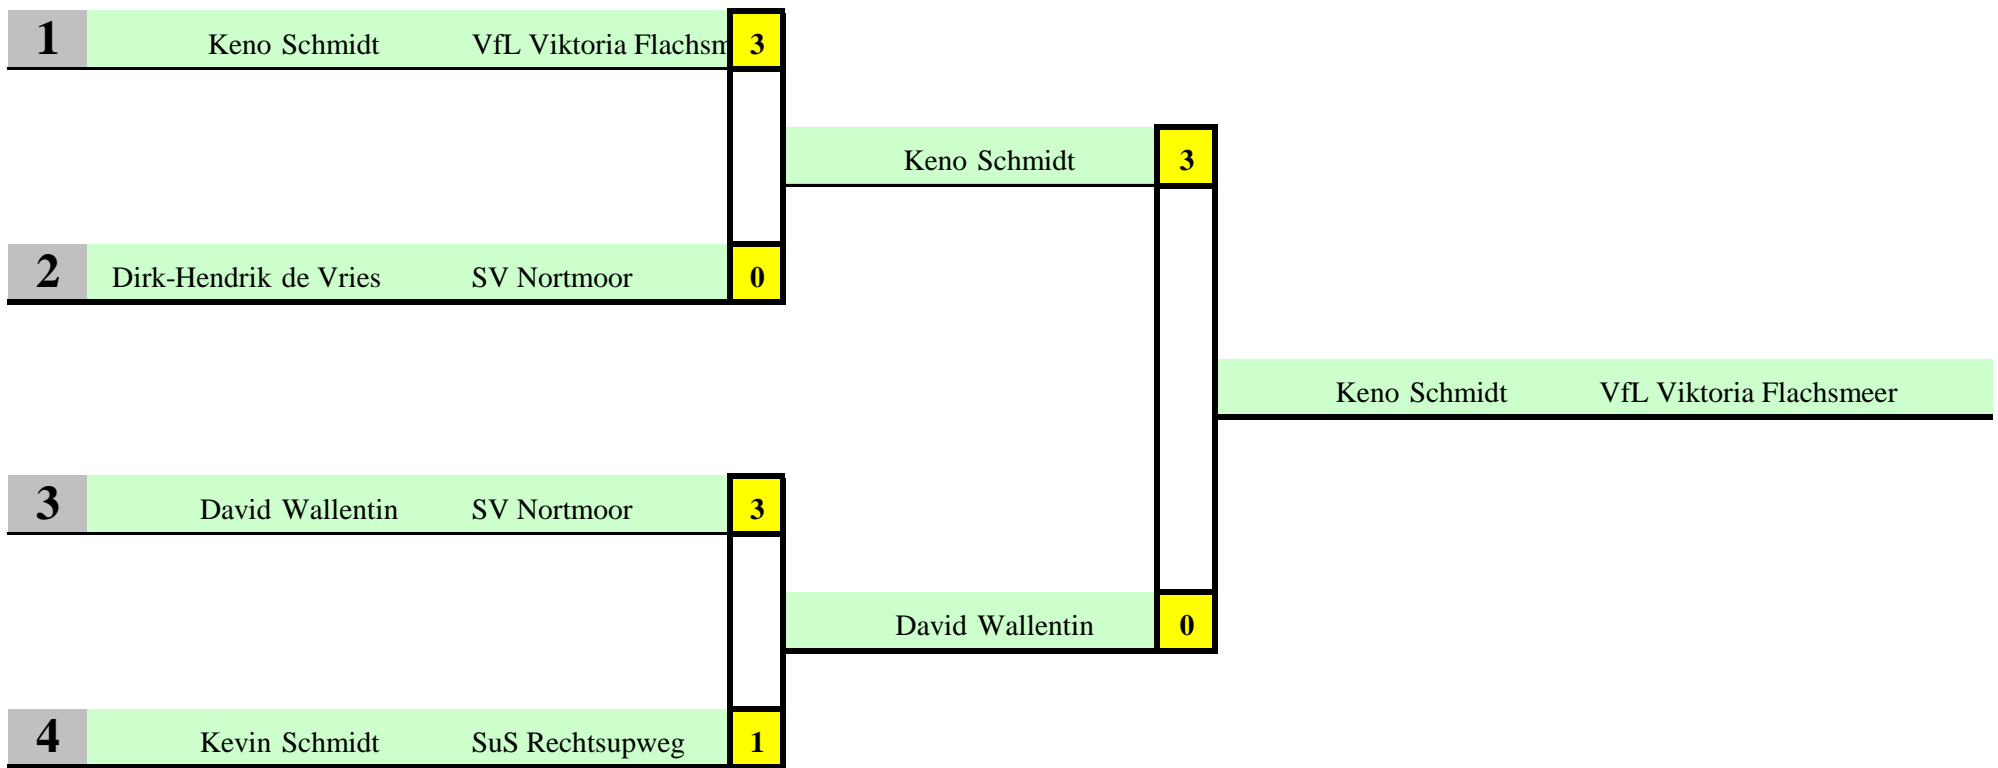 1 Keno Schmidt VfL Viktoria Flachsm 3
Keno Schmidt 3
2 Dirk-Hendrik de Vries SV Nortmoor 0
Keno Schmidt VfL Viktoria Flachsmeer
3 David Wallentin SV Nortmoor 3
David Wallentin 0
4 Kevin Schmidt SuS Rechtsupweg 1